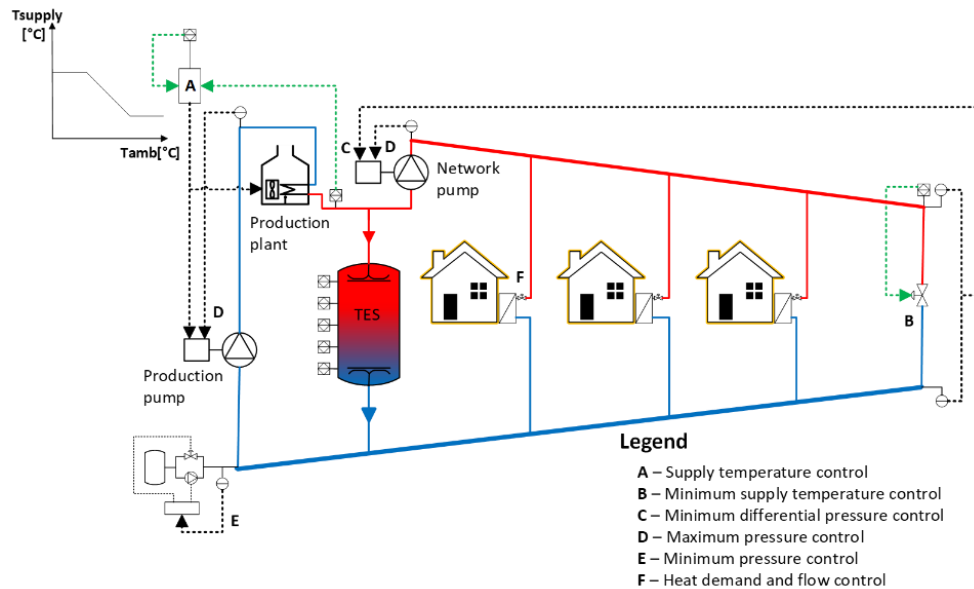 Tsupply
[°C]
A
Tamb[°C]
C
D
Network
pump
Production
plant
F
TES
D
B
Production
pump
E
Legend
A – Supply temperature control
B – Minimum supply temperature control
C – Minimum differential pressure control
D – Maximum pressure control
E – Minimum pressure control
F – Heat demand and flow control